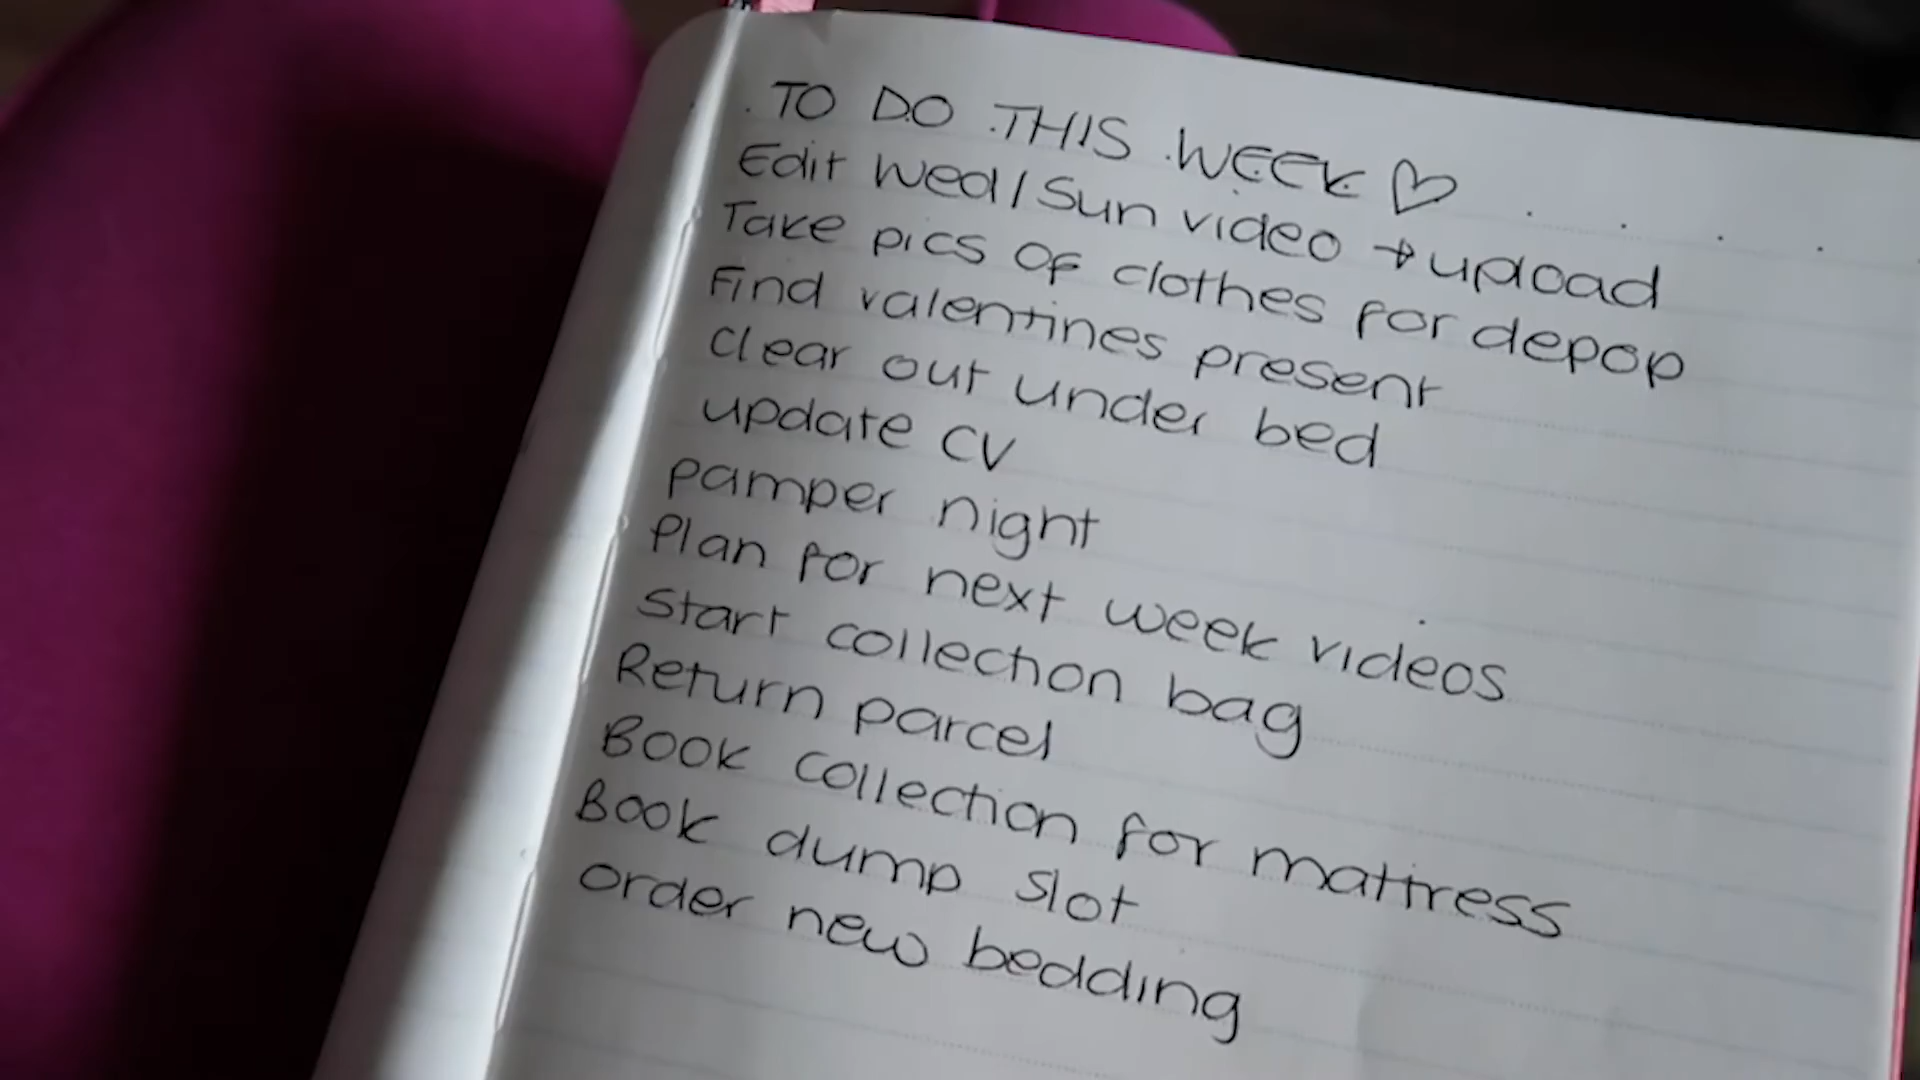 TO DO THIS WEEK ♡
Edit Wed/Sun video → upload
Take pics of clothes for depop
Find valentines present
Clear out under bed
update CV
pamper night
Plan for next week videos
Start collection bag
Return parcel
Book collection for mattress
Book dump slot
order new bedding